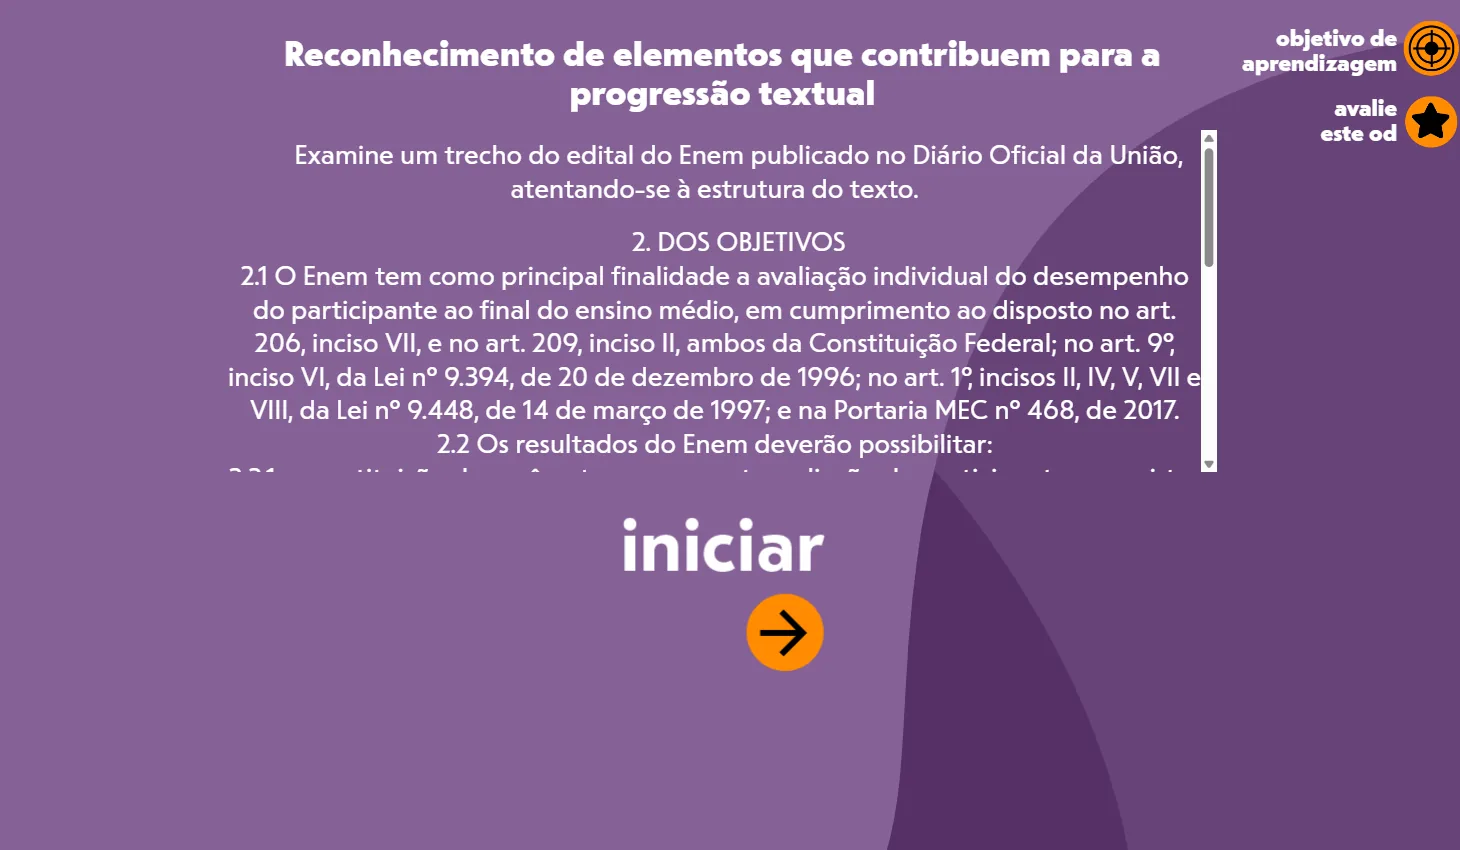 Reconhecimento de elementos que contribuem para a
progressão textual
objetivo de
aprendizagem
avalie
este od
Examine um trecho do edital do Enem publicado no Diário Oficial da União,
atentando-se à estrutura do texto.
2. DOS OBJETIVOS
2.1 O Enem tem como principal finalidade a avaliação individual do desempenho
do participante ao final do ensino médio, em cumprimento ao disposto no art.
206, inciso VII, e no art. 209, inciso II, ambos da Constituição Federal; no art. 9º,
inciso VI, da Lei nº 9.394, de 20 de dezembro de 1996; no art. 1º, incisos II, IV, V, VII e
VIII, da Lei nº 9.448, de 14 de março de 1997; e na Portaria MEC nº 468, de 2017.
2.2 Os resultados do Enem deverão possibilitar:
iniciar